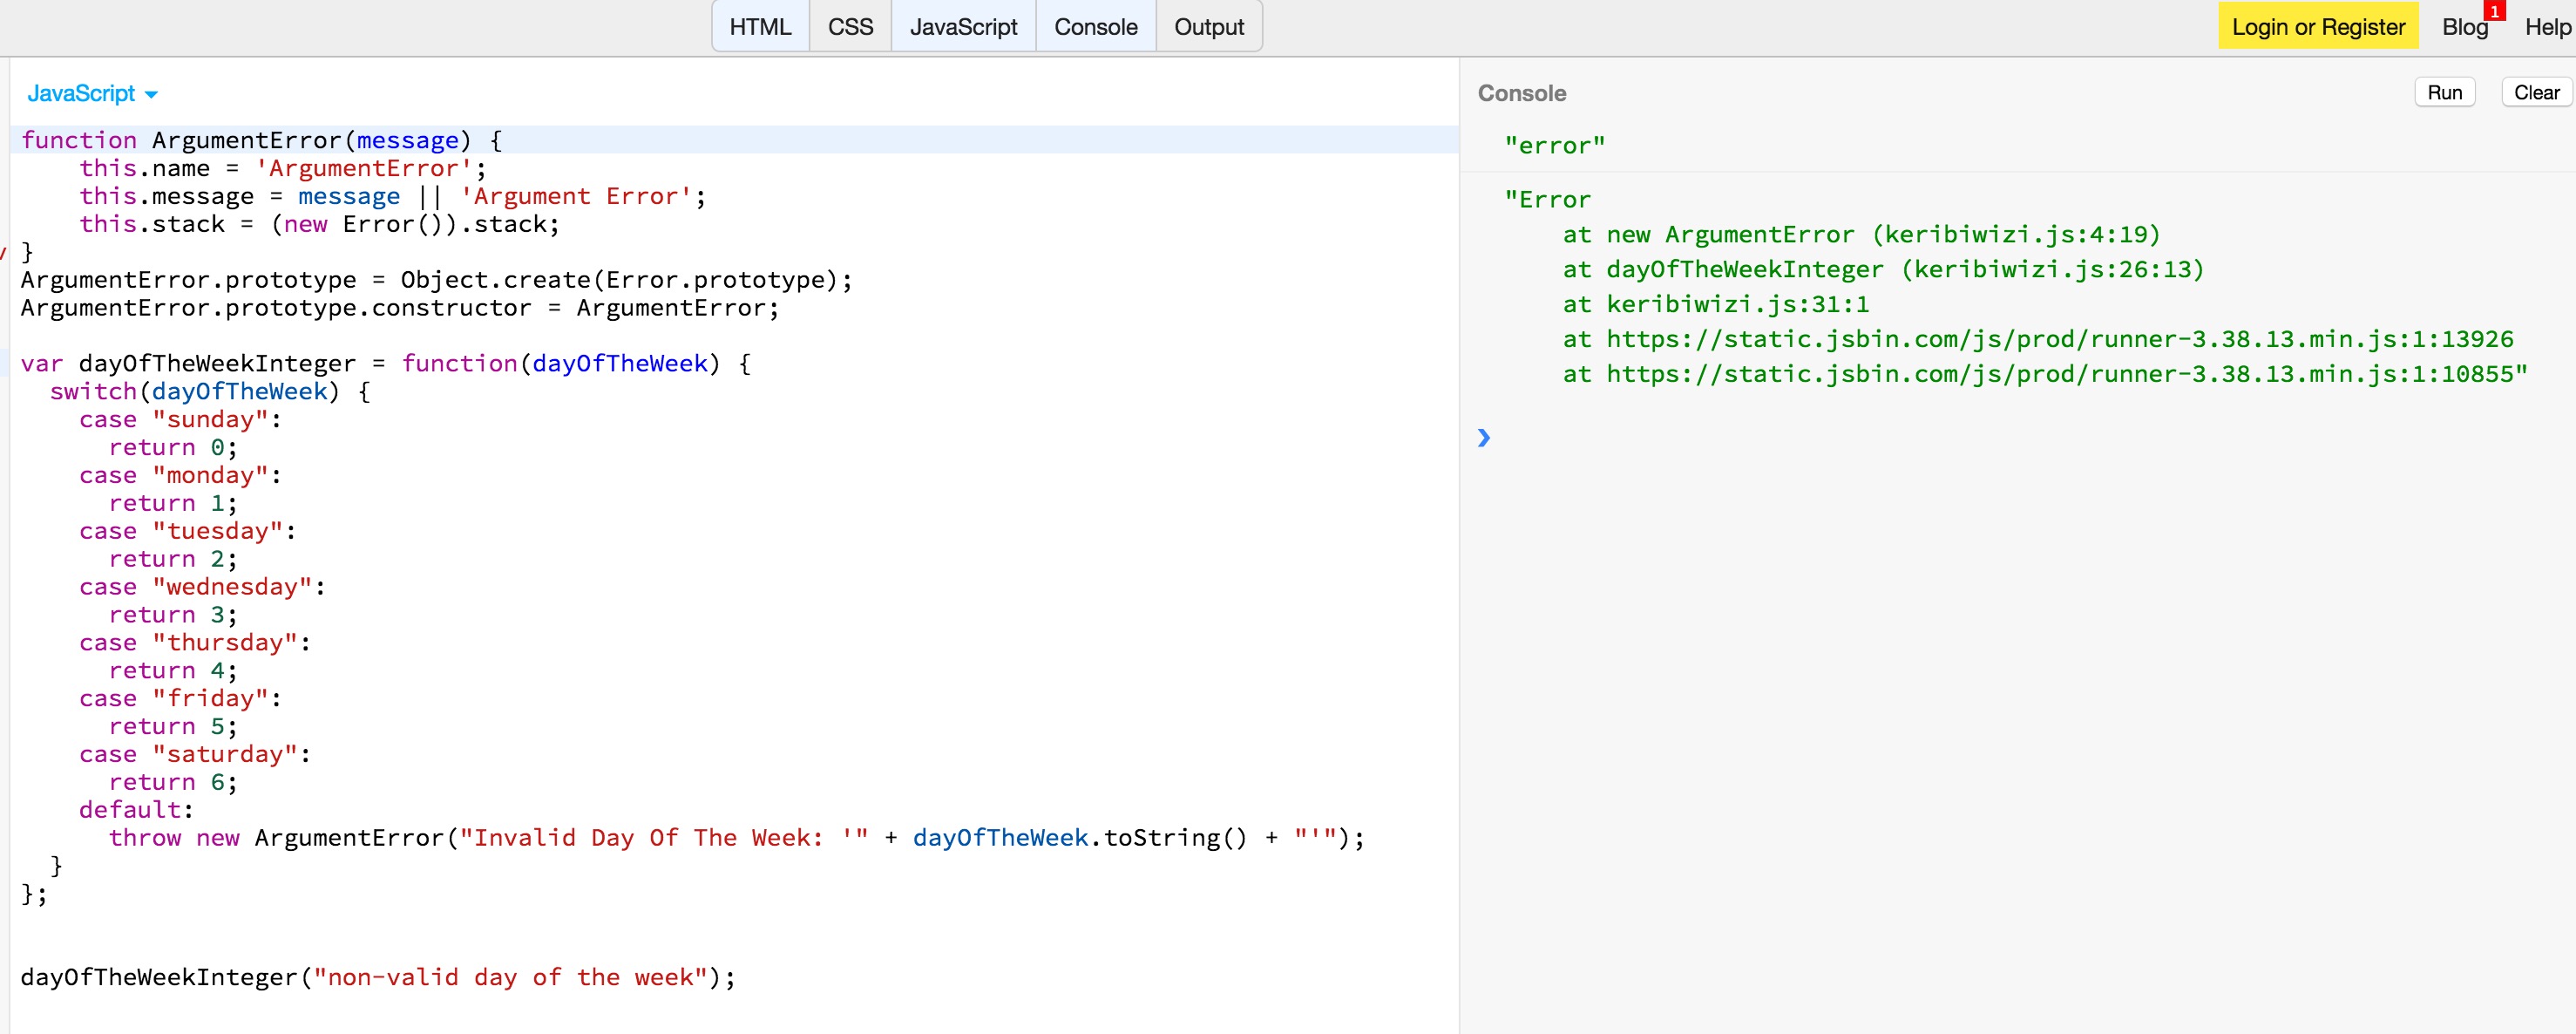 HTML CSS JavaScript Console Output Login or Register Blog 1 Help
JavaScript
function ArgumentError(message) {
    this.name = 'ArgumentError';
    this.message = message || 'Argument Error';
    this.stack = (new Error()).stack;
}
ArgumentError.prototype = Object.create(Error.prototype);
ArgumentError.prototype.constructor = ArgumentError;

var dayOfTheWeekInteger = function(dayOfTheWeek) {
  switch(dayOfTheWeek) {
    case "sunday":
      return 0;
    case "monday":
      return 1;
    case "tuesday":
      return 2;
    case "wednesday":
      return 3;
    case "thursday":
      return 4;
    case "friday":
      return 5;
    case "saturday":
      return 6;
    default:
      throw new ArgumentError("Invalid Day Of The Week: '" + dayOfTheWeek.toString() + "'");
  }
};

dayOfTheWeekInteger("non-valid day of the week");
Console Run Clear
"error"
"Error
    at new ArgumentError (keribiwizi.js:4:19)
    at dayOfTheWeekInteger (keribiwizi.js:26:13)
    at keribiwizi.js:31:1
    at https://static.jsbin.com/js/prod/runner-3.38.13.min.js:1:13926
    at https://static.jsbin.com/js/prod/runner-3.38.13.min.js:1:10855"